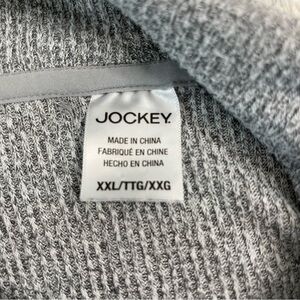 JOCKEY
MADE IN CHINA
FABRIQUÉ EN CHINE
HECHO EN CHINA
XXL/TTG/XXG